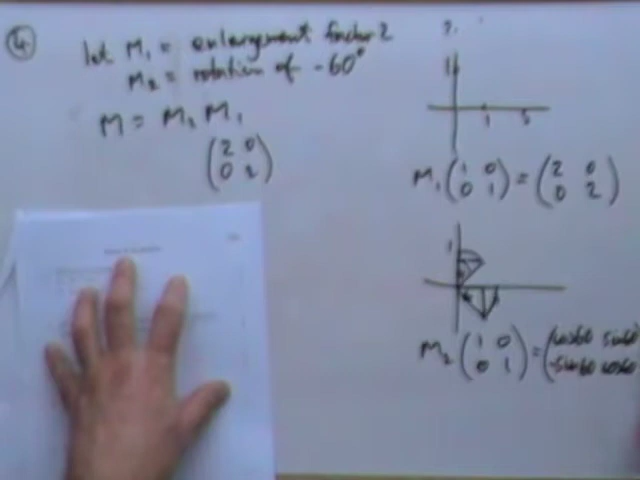 4.
let M₁ = enlargement factor 2
M₂ = rotation of -60°
M = M₂ M₁
(2 0
0 2)
?.
1
1
M₁ (1 0
0 1) = (2 0
0 2)
1
M₂ (1 0
0 1) = (cos60 sin60
-sin60 cos60